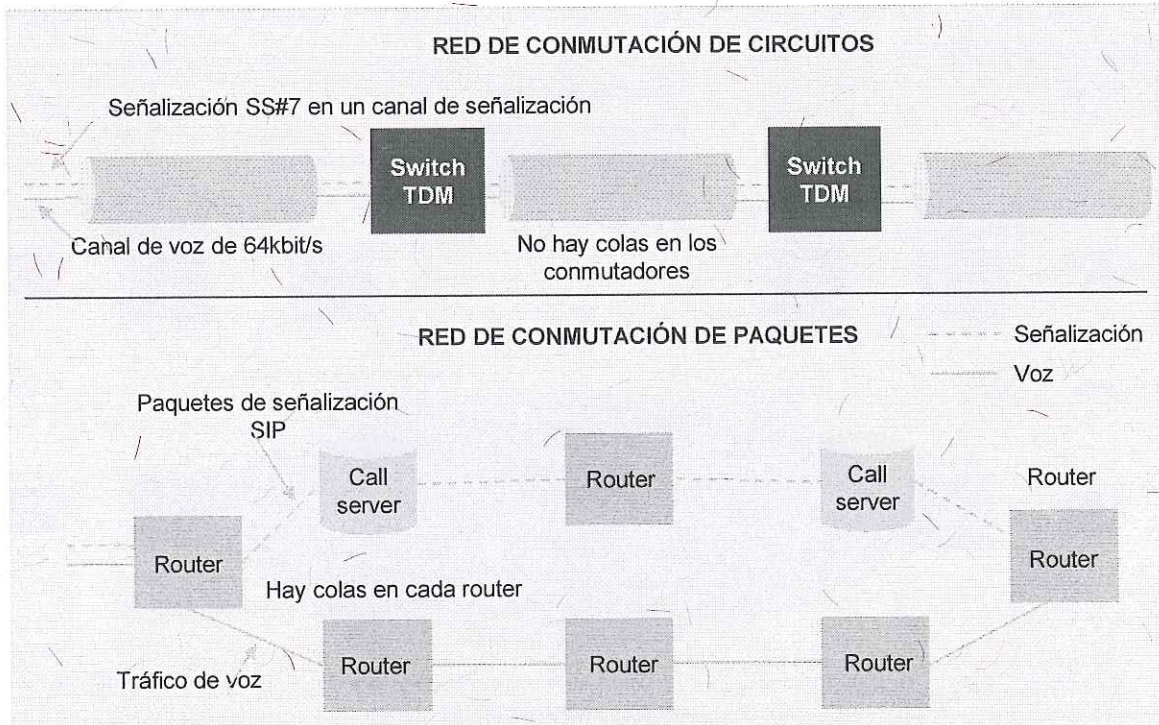 RED DE CONMUTACIÓN DE CIRCUITOS
Señalización SS#7 en un canal de señalización
Switch
TDM
Switch
TDM
Canal de voz de 64kbit/s
No hay colas en los
conmutadores
RED DE CONMUTACIÓN DE PAQUETES
Señalización
Voz
Paquetes de señalización
SIP
Call
server
Router
Call
server
Router
Router
Router
Hay colas en cada router
Router
Router
Router
Tráfico de voz